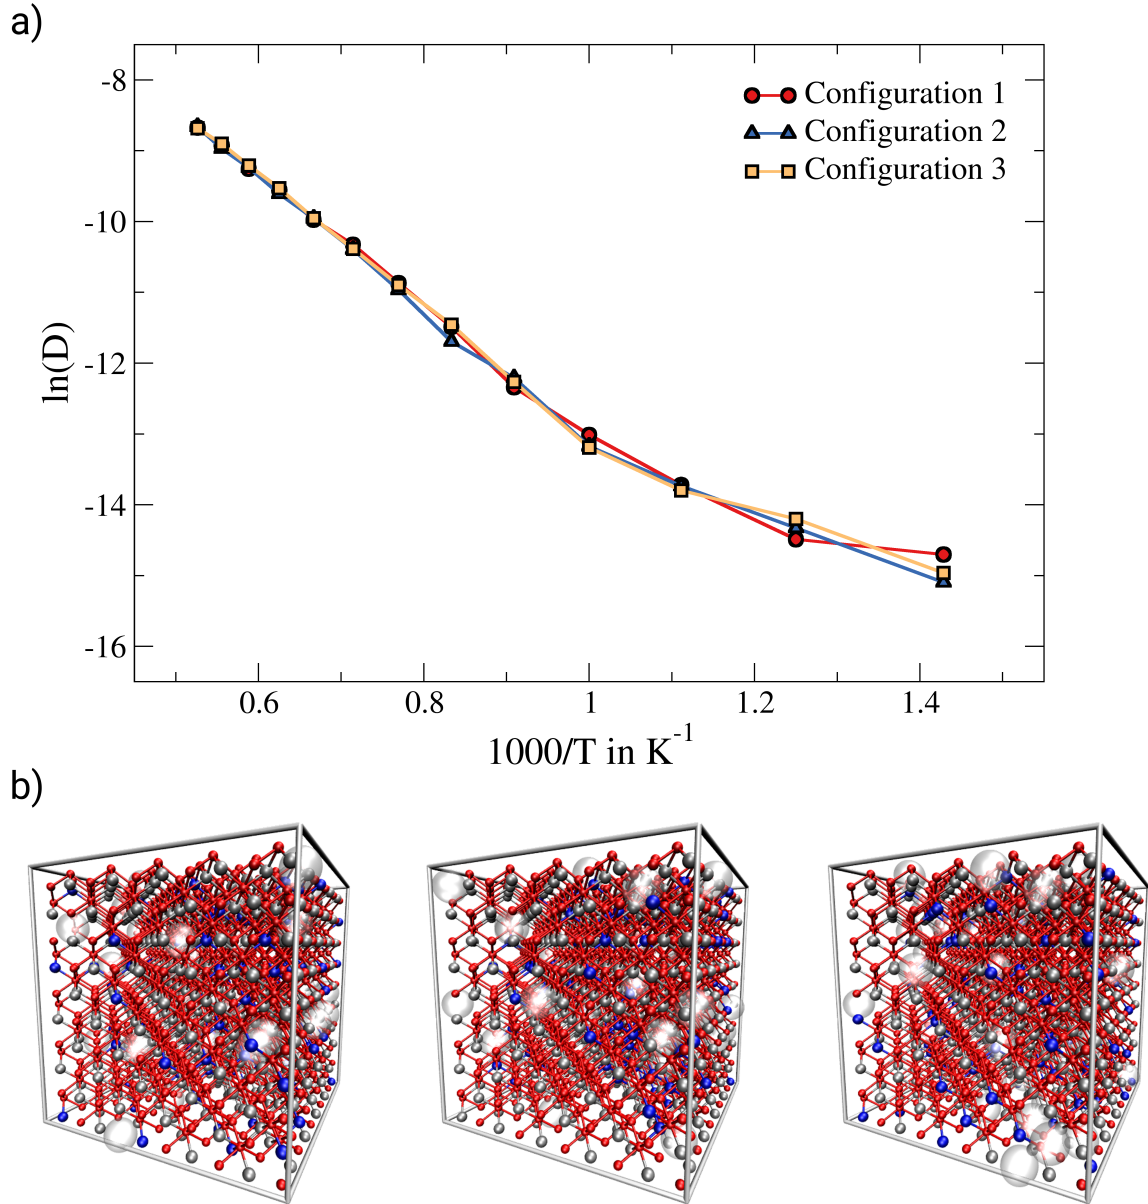 a)
-8
-10
-12
-14
-16
ln(D)
Configuration 1
Configuration 2
Configuration 3
0.6 0.8 1 1.2 1.4
1000/T in K⁻¹
b)